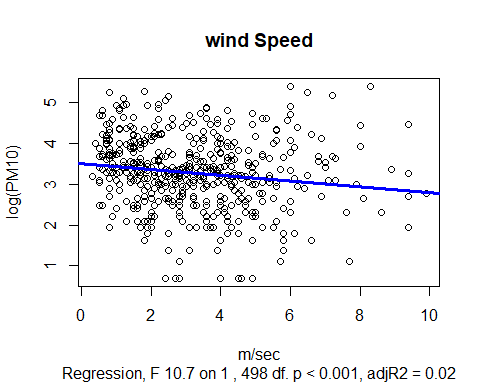 wind Speed
log(PM10)
5
4
3
2
1
0 2 4 6 8 10
m/sec
Regression, F 10.7 on 1 , 498 df. p < 0.001, adjR2 = 0.02